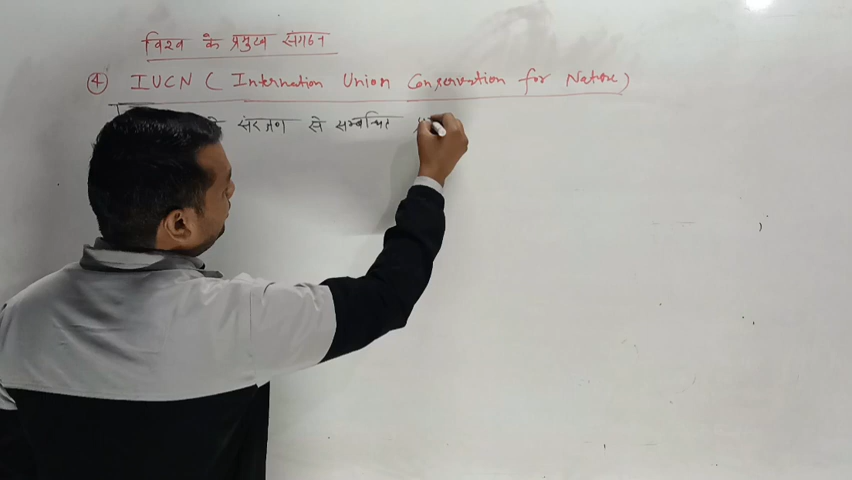 विश्व के प्रमुख संगठन
④ IUCN ( Internation Union Conservation for Nature )
संरक्षण से सम्बन्धित